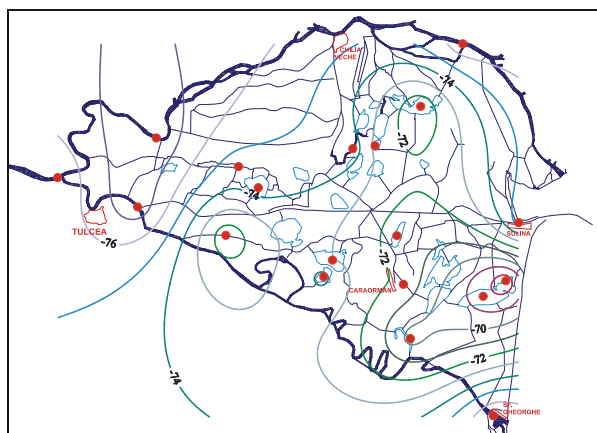 CHILIA
VECHE
-74
-72
-74
TULCEA
-76
SULINA
-72
CARAORMAN
-70
-72
-74
SF.
GHEORGHE